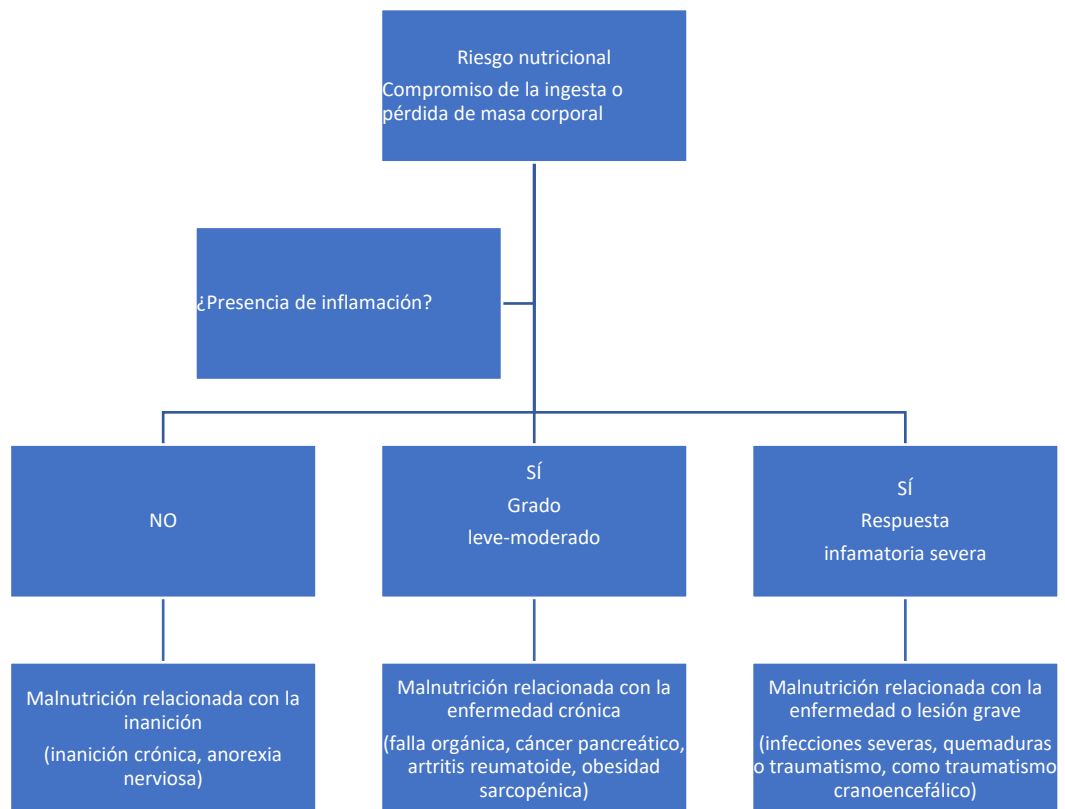 Riesgo nutricional
Compromiso de la ingesta o
pérdida de masa corporal
¿Presencia de inflamación?
NO
SÍ
Grado
leve-moderado
SÍ
Respuesta
infamatoria severa
Malnutrición relacionada con la
inanición
(inanición crónica, anorexia
nerviosa)
Malnutrición relacionada con la
enfermedad crónica
(falla orgánica, cáncer pancreático,
artritis reumatoide, obesidad
sarcopénica)
Malnutrición relacionada con la
enfermedad o lesión grave
(infecciones severas, quemaduras
o traumatismo, como traumatismo
cranoencefálico)